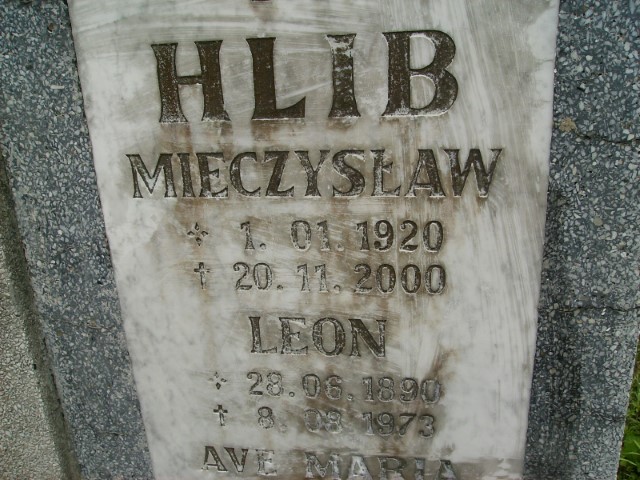 HLIB
MIECZYSŁAW
1. 01. 1920
† 20. 11. 2000
LEON
28. 06. 1890
† 8. 08. 1973
AVE MARIA